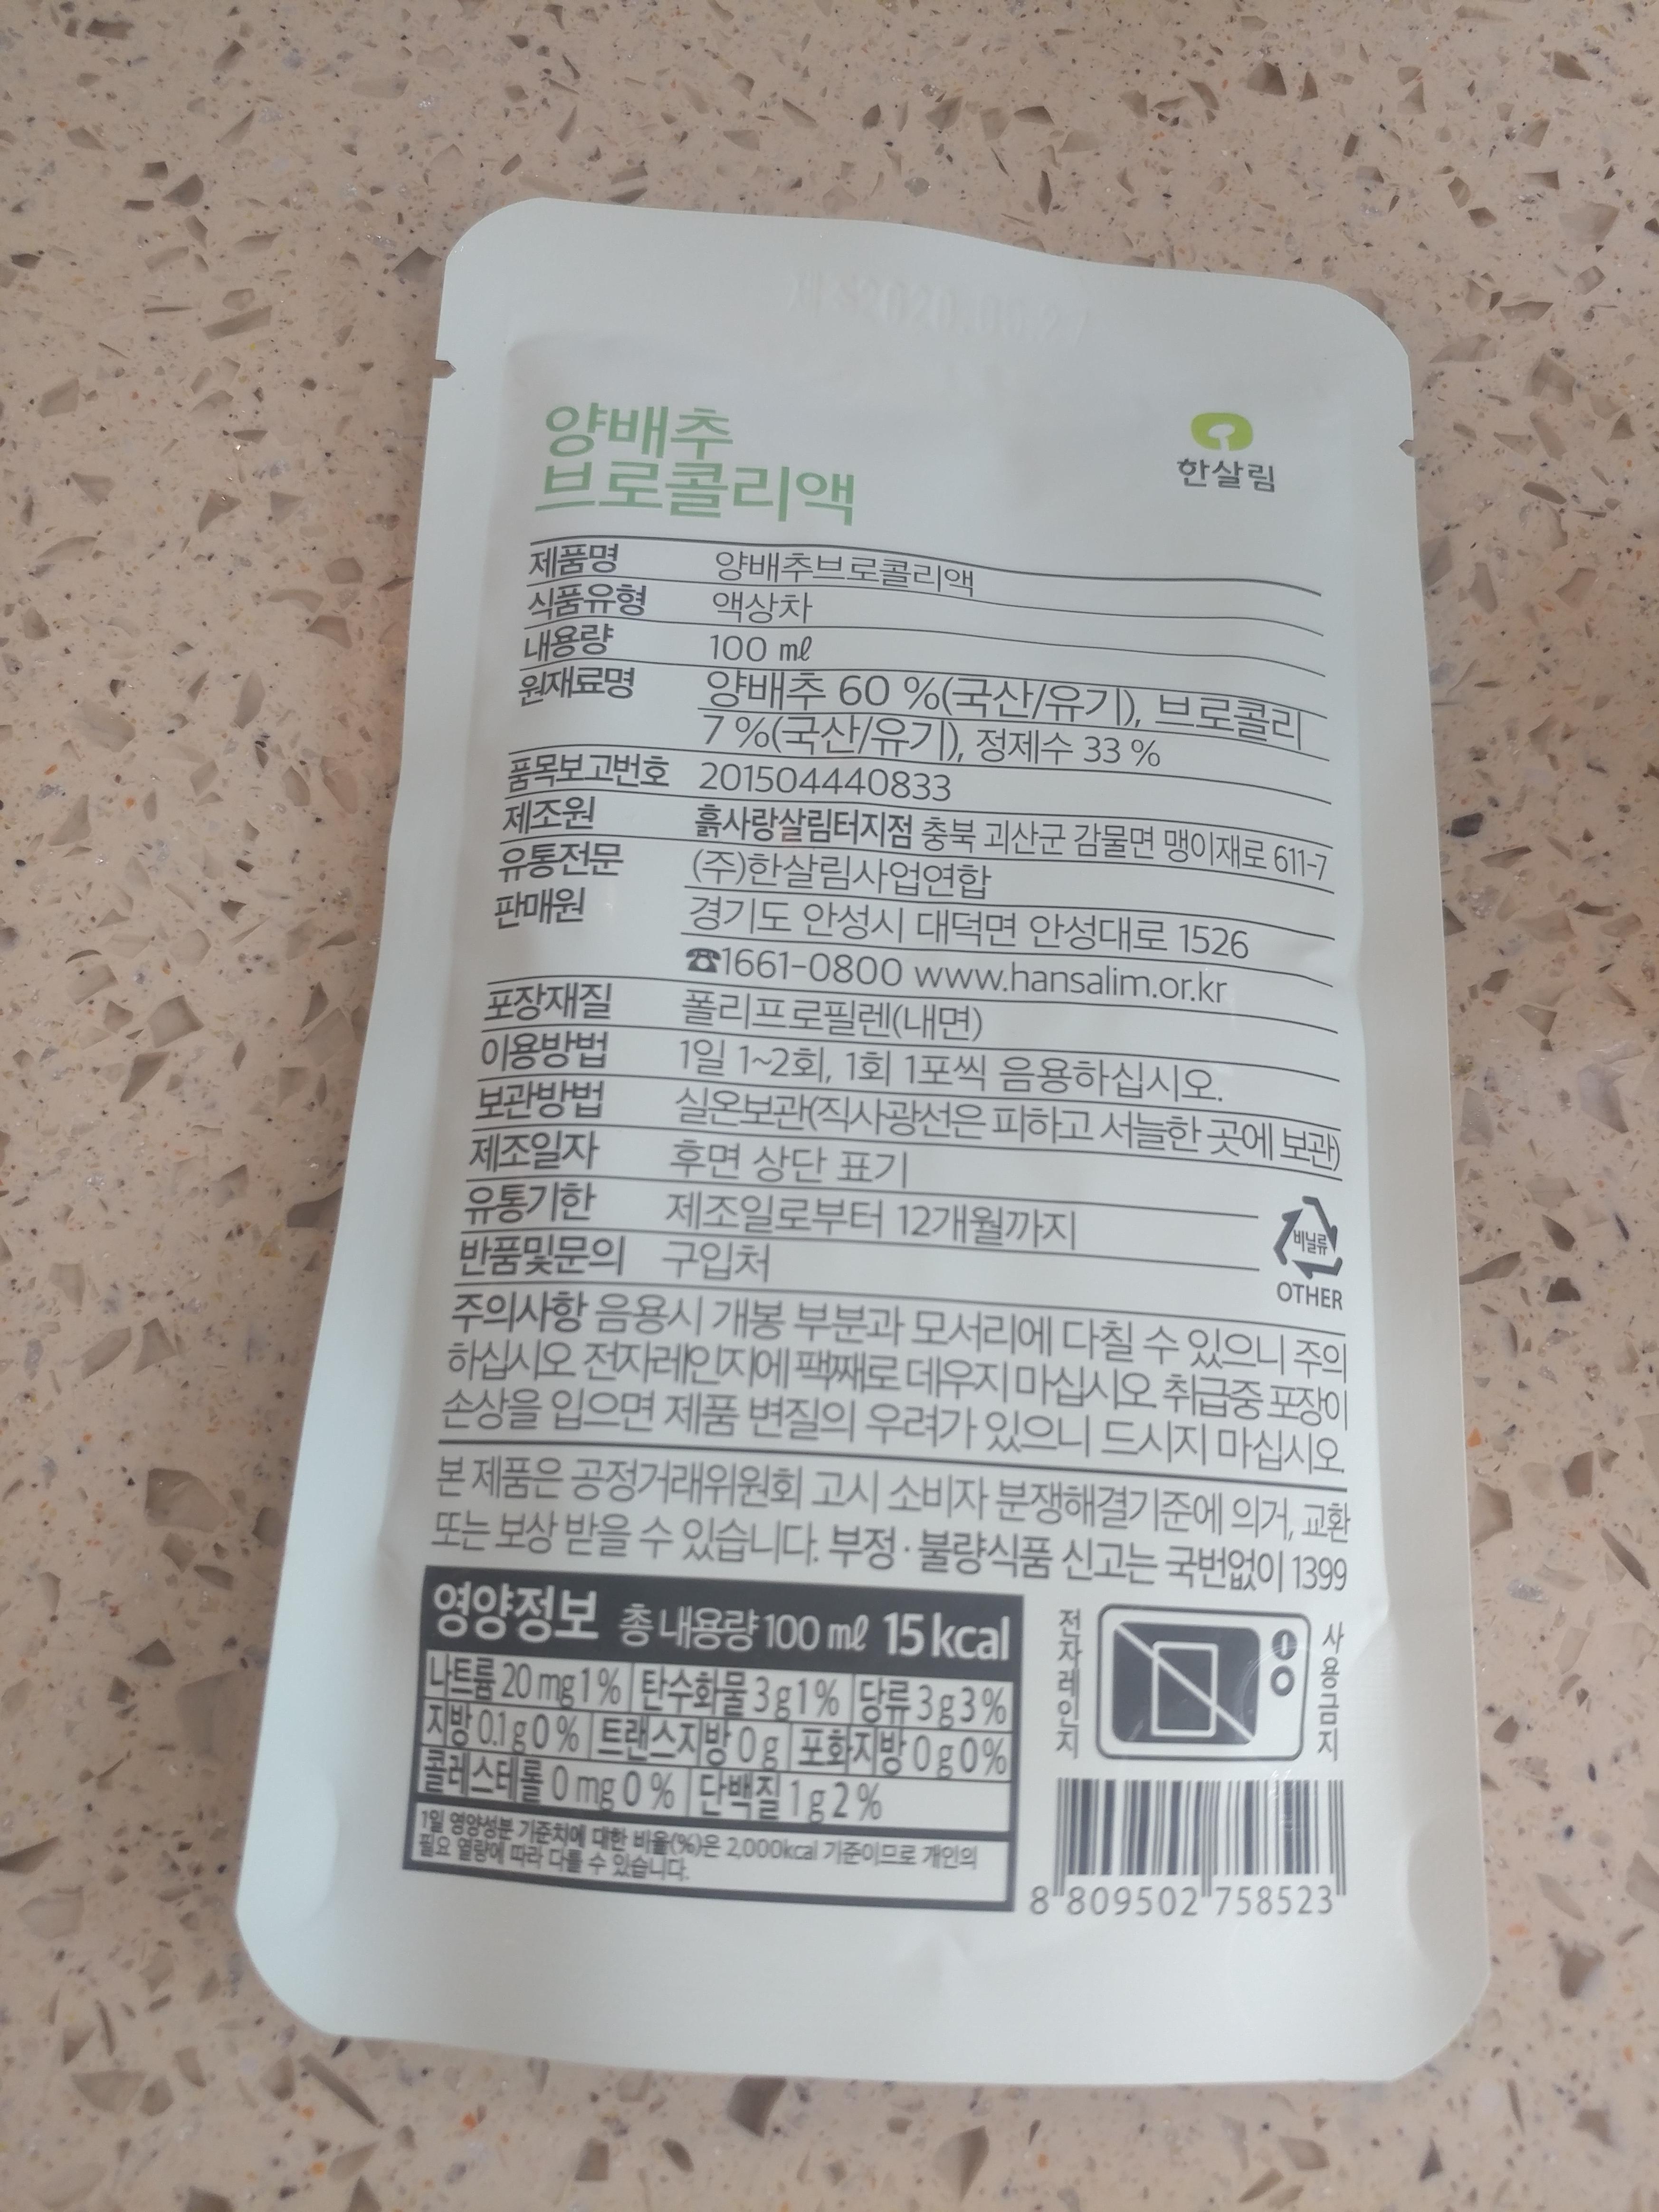 양배추
브로콜리액
한살림
제품명 양배추브로콜리액
식품유형 액상차
내용량 100 ㎖
원재료명 양배추 60 %(국산/유기), 브로콜리
7 %(국산/유기), 정제수 33 %
품목보고번호 201504440833
제조원 흙사랑살림터지점 충북 괴산군 감물면 맹이재로 611-7
유통전문 (주)한살림사업연합
판매원 경기도 안성시 대덕면 안성대로 1526
☎1661-0800 www.hansalim.or.kr
포장재질 폴리프로필렌(내면)
이용방법 1일 1~2회, 1회 1포씩 음용하십시오.
보관방법 실온보관(직사광선은 피하고 서늘한 곳에 보관)
제조일자 후면 상단 표기
유통기한 제조일로부터 12개월까지
반품및문의 구입처
비닐류
OTHER
주의사항 음용시 개봉 부분과 모서리에 다칠 수 있으니 주의
하십시오 전자레인지에 팩째로 데우지 마십시오 취급중 포장이
손상을 입으면 제품 변질의 우려가 있으니 드시지 마십시오
본 제품은 공정거래위원회 고시 소비자 분쟁해결기준에 의거, 교환
또는 보상 받을 수 있습니다. 부정·불량식품 신고는 국번없이 1399
영양정보 총 내용량 100 ㎖ 15 kcal
나트륨 20 mg 1% 탄수화물 3 g 1% 당류 3 g 3%
지방 0.1 g 0% 트랜스지방 0 g 포화지방 0 g 0%
콜레스테롤 0 mg 0% 단백질 1 g 2%
1일 영양성분 기준치에 대한 비율(%)은 2,000kcal 기준이므로 개인의
필요 열량에 따라 다를 수 있습니다.
전자레인지
사용금지
8 809502 758523